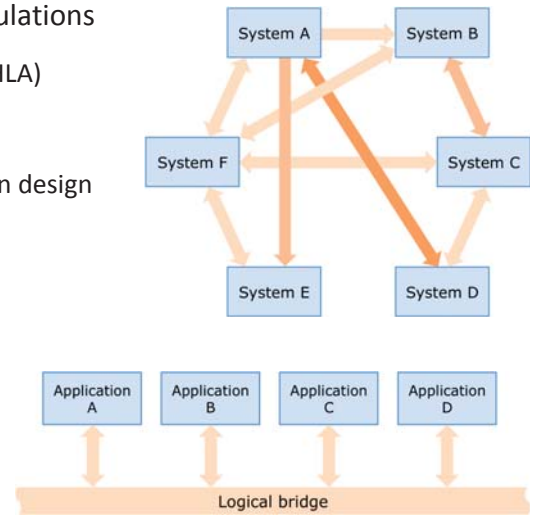 ulations
ILA)
n design
System A
System B
System F
System C
System E
System D
Application
A
Application
B
Application
C
Application
D
Logical bridge